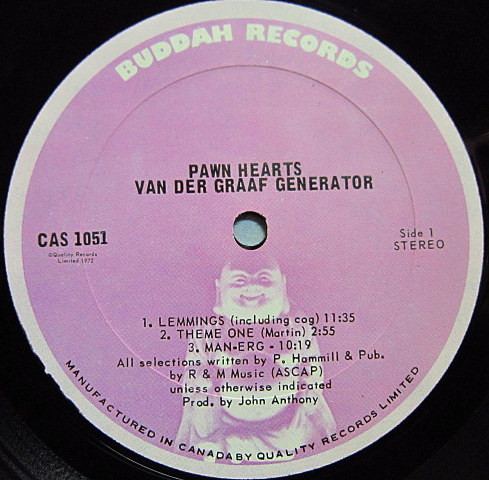 BUDDAH RECORDS
PAWN HEARTS
VAN DER GRAAF GENERATOR
CAS 1051
©Quality Records
Limited 1972
Side 1
STEREO
1. LEMMINGS (including cog) 11:35
2. THEME ONE (Martin) 2:55
3. MAN-ERG - 10:19
All selections written by P. Hammill & Pub.
by R & M Music (ASCAP)
unless otherwise indicated
Prod. by John Anthony
MANUFACTURED IN CANADA BY QUALITY RECORDS LIMITED